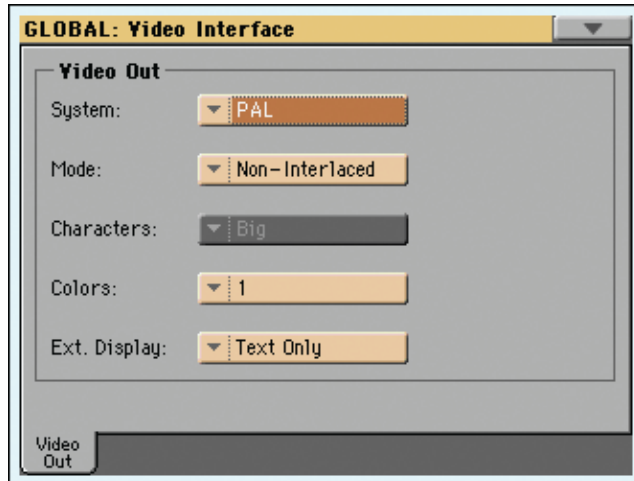 GLOBAL: Video Interface
Video Out
System: PAL
Mode: Non-Interlaced
Characters: Big
Colors: 1
Ext. Display: Text Only
Video
Out